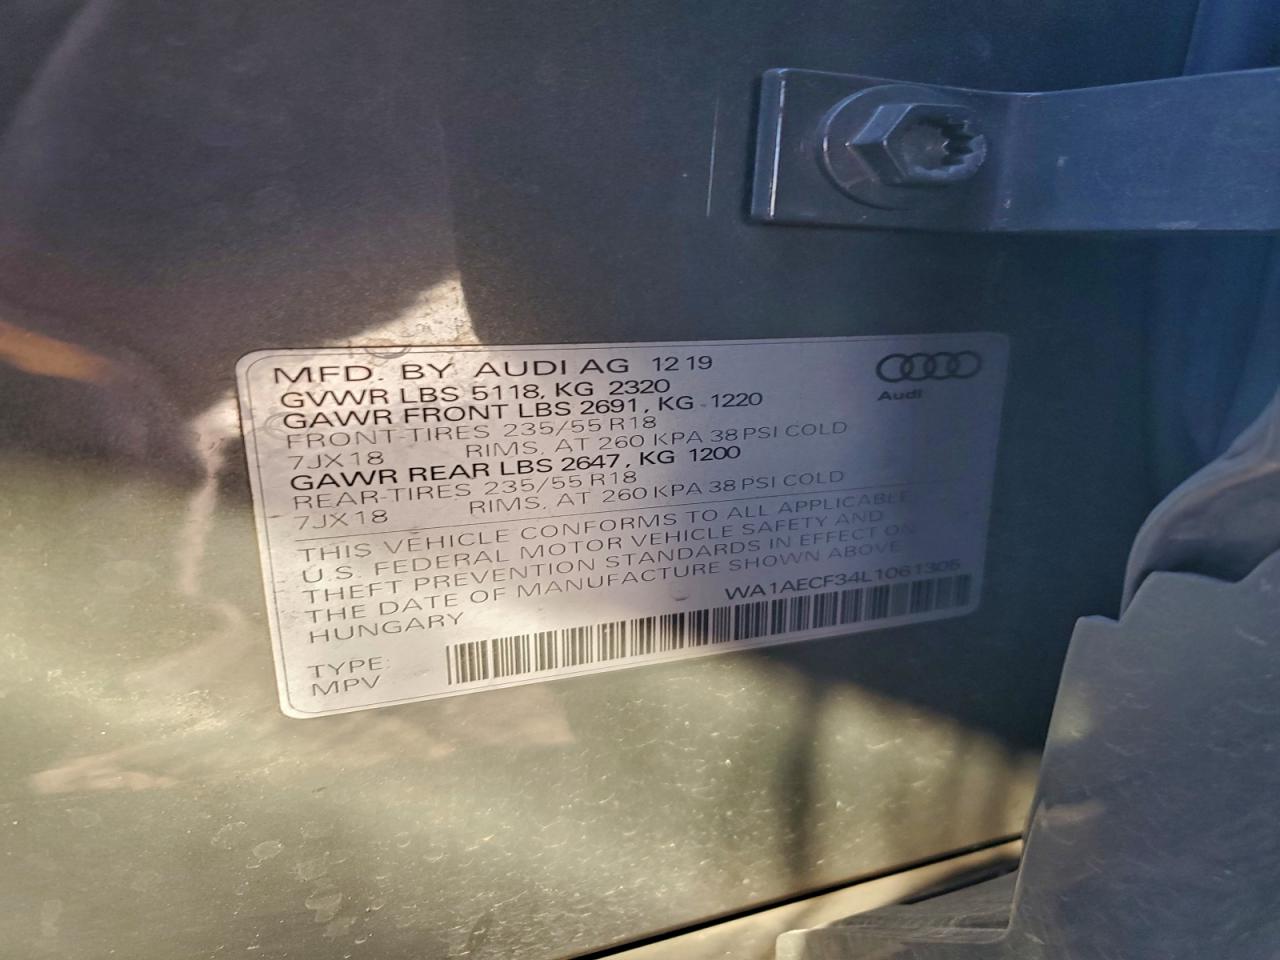 MFD. BY AUDI AG 12 19
GVWR LBS 5118, KG 2320
GAWR FRONT LBS 2691, KG 1220
FRONT-TIRES 235/55 R18
7JX18 RIMS, AT 260 KPA 38 PSI COLD
GAWR REAR LBS 2647, KG 1200
REAR-TIRES 235/55 R18
7JX18 RIMS, AT 260 KPA 38 PSI COLD
Audi
THIS VEHICLE CONFORMS TO ALL APPLICABLE
U.S. FEDERAL MOTOR VEHICLE SAFETY AND
THEFT PREVENTION STANDARDS IN EFFECT ON
THE DATE OF MANUFACTURE SHOWN ABOVE
HUNGARY WA1AECF34L1061305
TYPE:
MPV